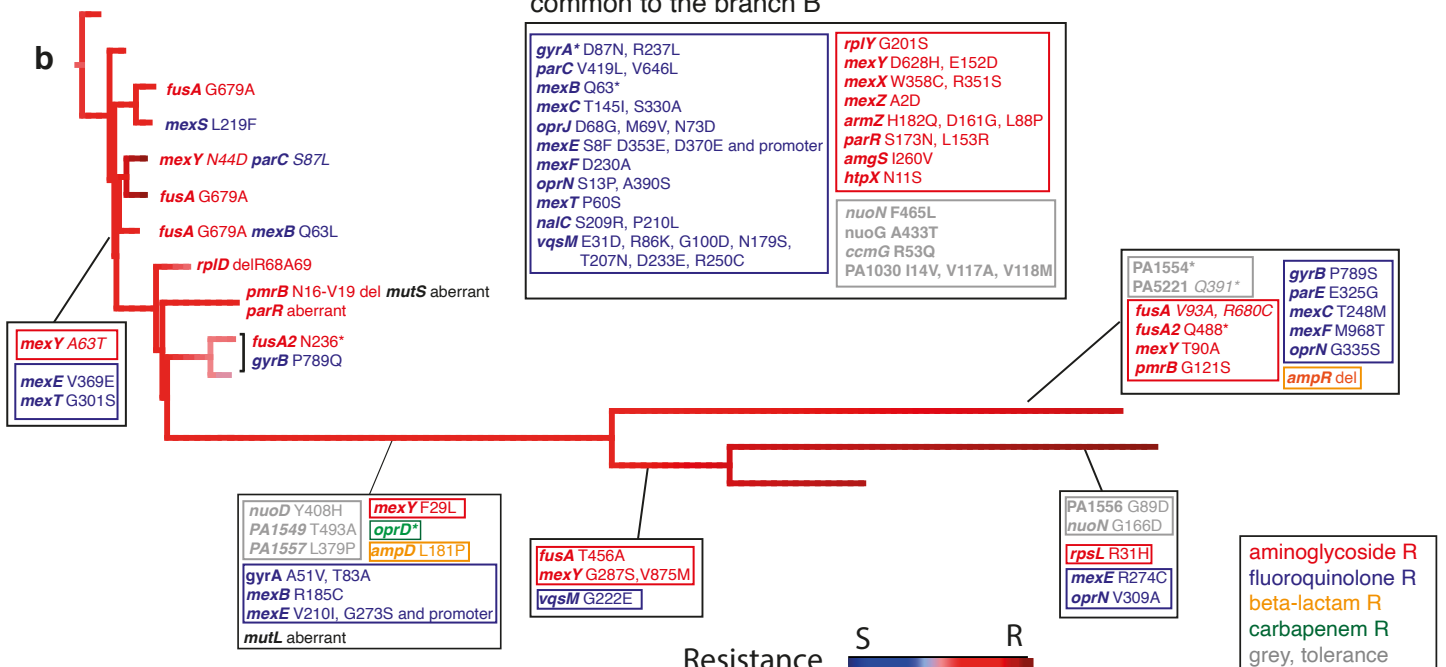 common to the branch B
b
fusA G679A
mexS L219F
mexY N44D parC S87L
fusA G679A
fusA G679A mexB Q63L
rplD delR68A69
pmrB N16-V19 del mutS aberrant
parR aberrant
fusA2 N236*
gyrB P789Q
mexY A63T
mexE V369E
mexT G301S
gyrA* D87N, R237L
parC V419L, V646L
mexB Q63*
mexC T145I, S330A
oprJ D68G, M69V, N73D
mexE S8F D353E, D370E and promoter
mexF D230A
oprN S13P, A390S
mexT P60S
nalC S209R, P210L
vqsM E31D, R86K, G100D, N179S,
T207N, D233E, R250C
rplY G201S
mexY D628H, E152D
mexX W358C, R351S
mexZ A2D
armZ H182Q, D161G, L88P
parR S173N, L153R
amgS I260V
htpX N11S
nuoN F465L
nuoG A433T
ccmG R53Q
PA1030 I14V, V117A, V118M
PA1554*
PA5221 Q391*
fusA V93A, R680C
fusA2 Q488*
mexY T90A
pmrB G121S
gyrB P789S
parE E325G
mexC T248M
mexF M968T
oprN G335S
ampR del
nuoD Y408H
PA1549 T493A
PA1557 L379P
mexY F29L
oprD*
ampD L181P
gyrA A51V, T83A
mexB R185C
mexE V210I, G273S and promoter
mutL aberrant
fusA T456A
mexY G287S,V875M
vqsM G222E
PA1556 G89D
nuoN G166D
rpsL R31H
mexE R274C
oprN V309A
aminoglycoside R
fluoroquinolone R
beta-lactam R
carbapenem R
grey, tolerance
S R
Resistance